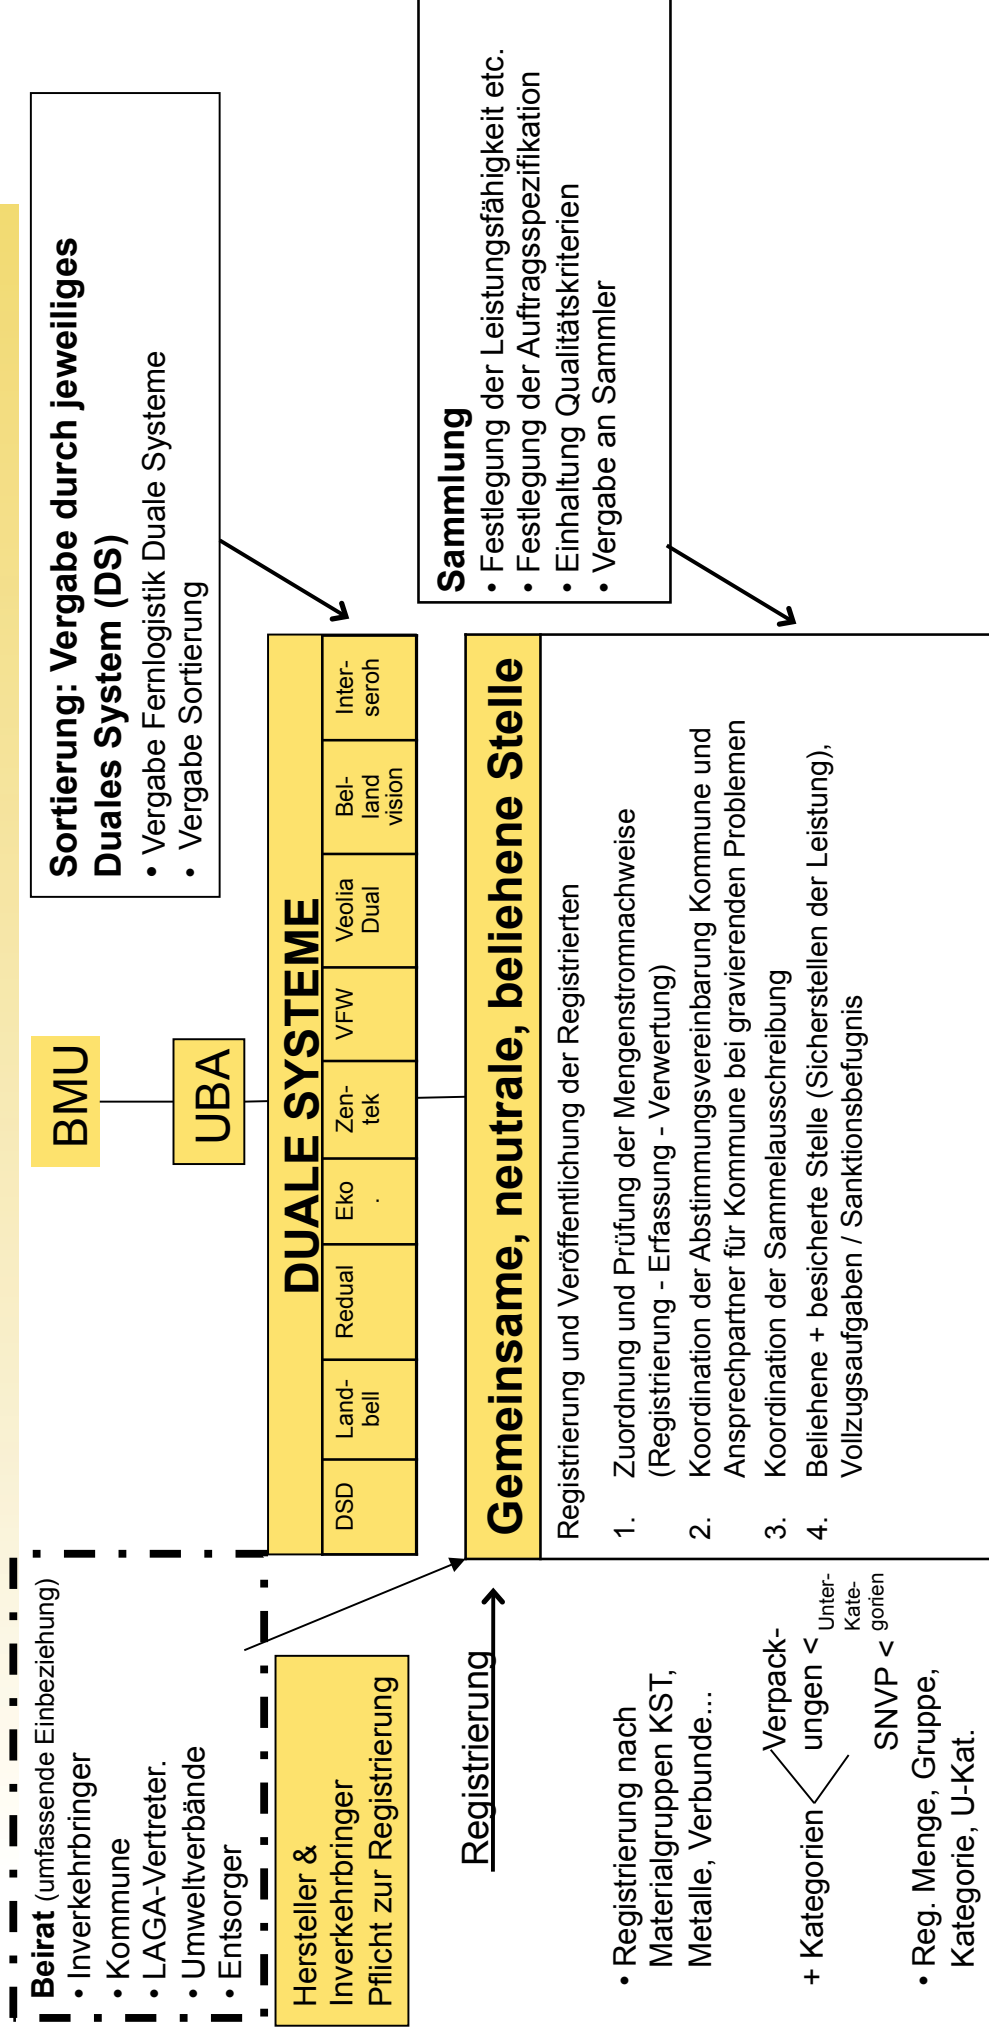 Beirat (umfassende Einbeziehung)
• Inverkehrbringer
• Kommune
• LAGA-Vertreter.
• Umweltverbände
• Entsorger
BMU
UBA
Sortierung: Vergabe durch jeweiliges
Duales System (DS)
• Vergabe Fernlogistik Duale Systeme
• Vergabe Sortierung
Hersteller &
Inverkehrbringer
Pflicht zur Registrierung
DUALE SYSTEME
DSD
Land-
bell
Redual
Eko
.
Zen-
tek
VFW
Veolia
Dual
Bel-
land
vision
Inter-
seroh
Sammlung
• Festlegung der Leistungsfähigkeit etc.
• Festlegung der Auftragsspezifikation
• Einhaltung Qualitätskriterien
• Vergabe an Sammler
Registrierung
Gemeinsame, neutrale, beliehene Stelle
Registrierung und Veröffentlichung der Registrierten
1. Zuordnung und Prüfung der Mengenstromnachweise
(Registrierung - Erfassung - Verwertung)
2. Koordination der Abstimmungsvereinbarung Kommune und
Ansprechpartner für Kommune bei gravierenden Problemen
3. Koordination der Sammelausschreibung
4. Beliehene + besicherte Stelle (Sicherstellen der Leistung),
Vollzugsaufgaben / Sanktionsbefugnis
• Registrierung nach
Materialgruppen KST,
Metalle, Verbunde...
+ Kategorien
Verpack-
ungen <
Unter-
Kate-
gorien
SNVP <
• Reg. Menge, Gruppe,
Kategorie, U-Kat.